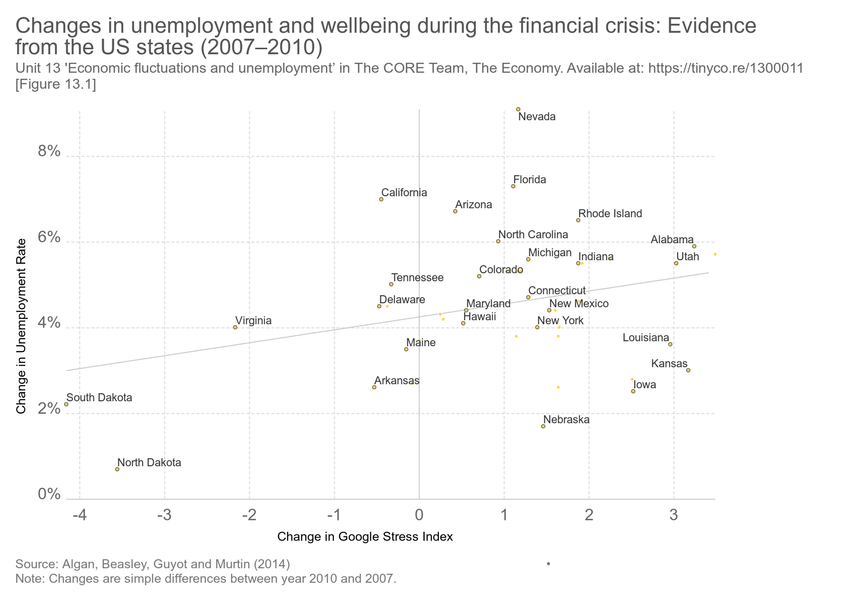 Changes in unemployment and wellbeing during the financial crisis: Evidence
from the US states (2007–2010)
Unit 13 'Economic fluctuations and unemployment’ in The CORE Team, The Economy. Available at: https://tinyco.re/1300011
[Figure 13.1]
Nevada
8%
Florida
California
Arizona
Rhode Island
North Carolina
6%
Alabama
Michigan
Indiana
Utah
Colorado
Tennessee
Connecticut
Delaware
Maryland
New Mexico
Hawaii
Virginia
New York
4%
Maine
Louisiana
Kansas
Arkansas
Iowa
South Dakota
2%
Nebraska
North Dakota
0%
Change in Unemployment Rate
-4 -3 -2 -1 0 1 2 3
Change in Google Stress Index
Source: Algan, Beasley, Guyot and Murtin (2014)
Note: Changes are simple differences between year 2010 and 2007.